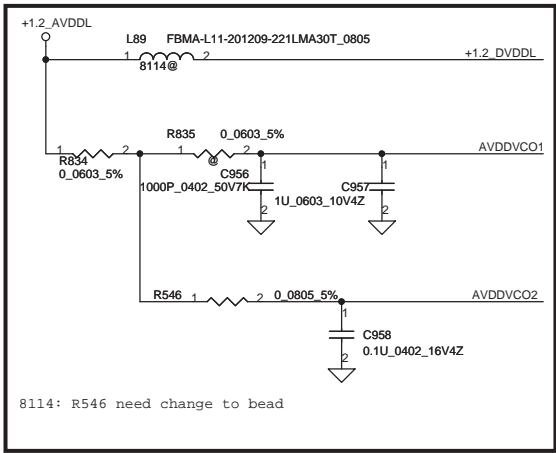 +1.2_AVDDL
L89 FBMA-L11-201209-221LMA30T_0805
1 2
8114@
+1.2_DVDDL
R835 0_0603_5%
1 2 1 2
@
AVDDVCO1
R834
0_0603_5%
1 1
C956 C957
1000P_0402_50V7K 1U_0603_10V4Z
2 2
R546 1 2 0_0805_5%
AVDDVCO2
1
C958
0.1U_0402_16V4Z
2
8114: R546 need change to bead